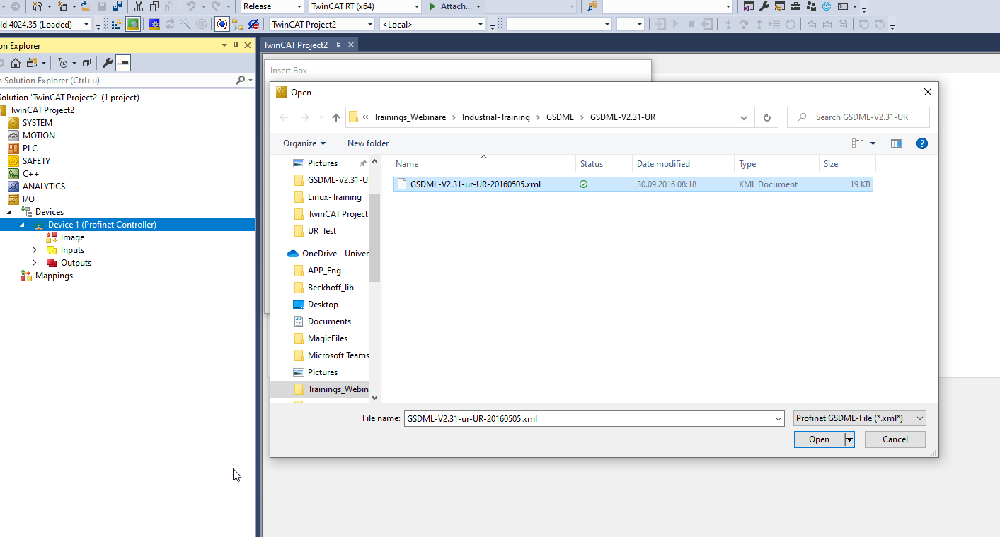 Release
TwinCAT RT (x64)
Attach...
ld 4024.35 (Loaded)
TwinCAT Project2
<Local>
on Explorer
n Solution Explorer (Ctrl+ü)
Solution 'TwinCAT Project2' (1 project)
TwinCAT Project2
SYSTEM
MOTION
PLC
SAFETY
C++
ANALYTICS
I/O
Devices
Device 1 (Profinet Controller)
Image
Inputs
Outputs
Mappings
TwinCAT Project2
Insert Box
Open
« Trainings_Webinare > Industrial-Training > GSDML > GSDML-V2.31-UR
Search GSDML-V2.31-UR
Organize
New folder
Pictures
GSDML-V2.31-U
Linux-Training
TwinCAT Project
UR_Test
OneDrive - Univer
APP_Eng
Beckhoff_lib
Desktop
Documents
MagicFiles
Microsoft Teams
Pictures
Trainings_Webin
Name Status Date modified Type Size
GSDML-V2.31-ur-UR-20160505.xml 30.09.2016 08:18 XML Document 19 KB
File name: GSDML-V2.31-ur-UR-20160505.xml
Profinet GSDML-File (*.xml*)
Open
Cancel